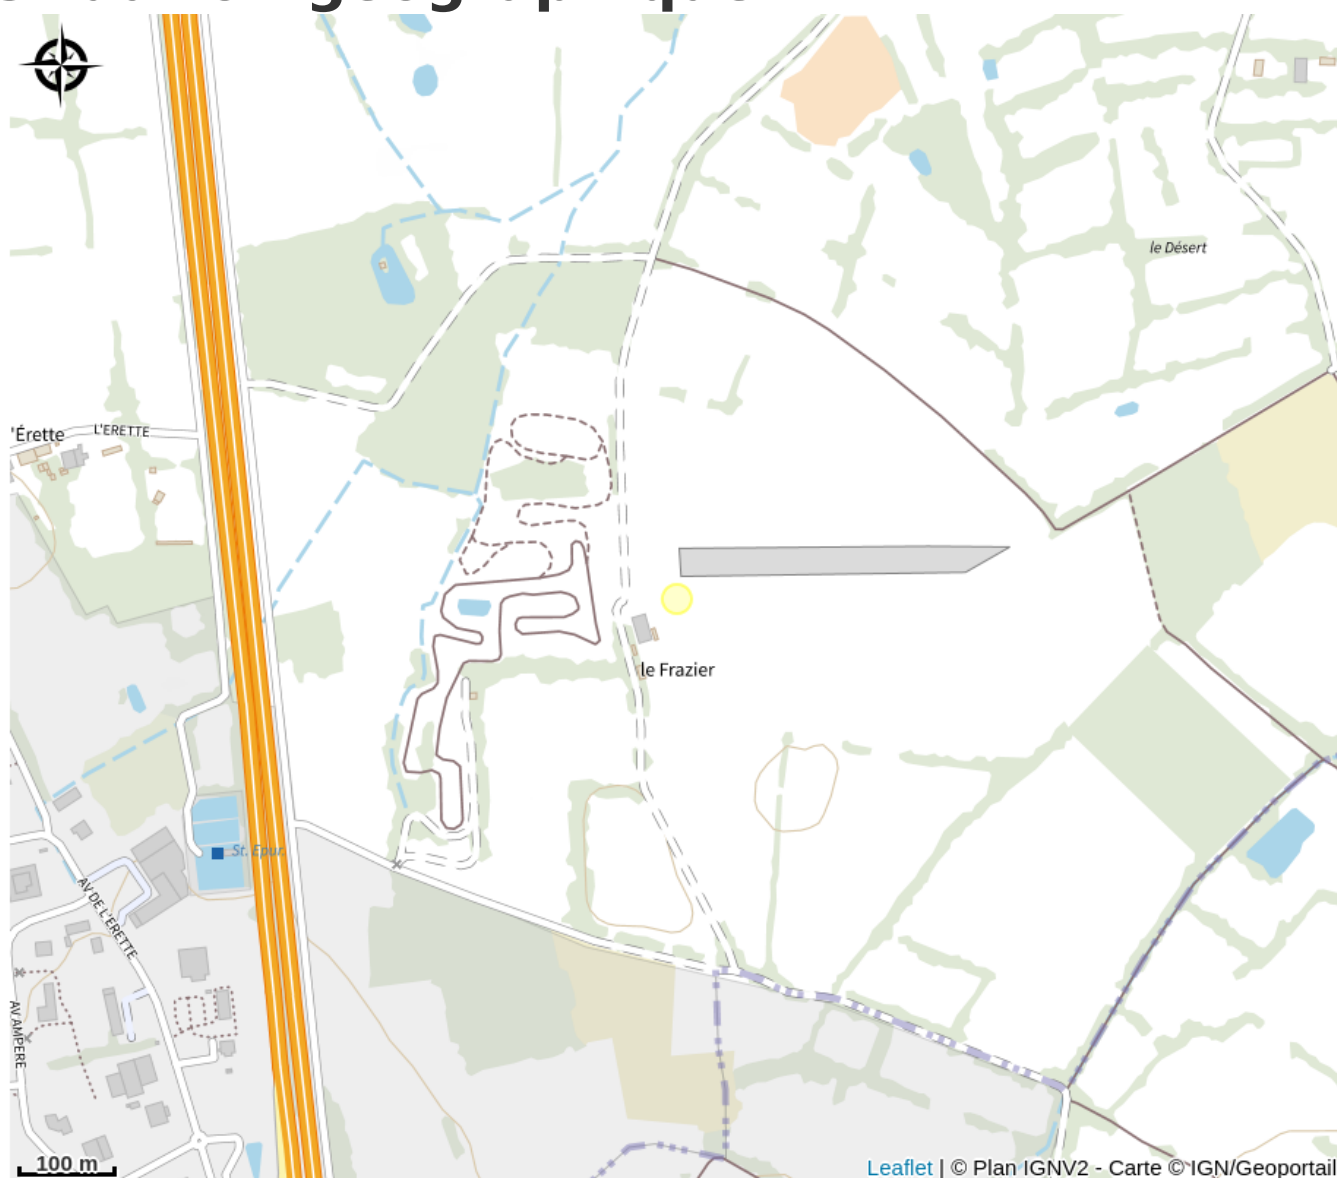 le Désert
'Érette
L'ERETTE
le Frazier
St. Epur.
AV DE L'ERETTE
AV AMPERE
100 m
Leaflet | © Plan IGNV2 - Carte © IGN/Geoportail